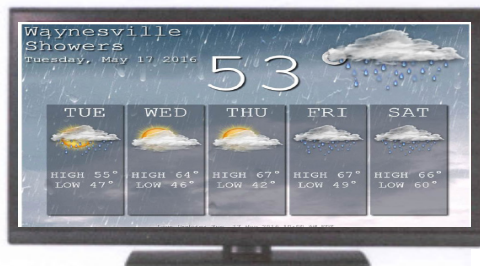 Waynesville
Showers
Tuesday, May 17 2016
53
TUE WED THU FRI SAT
HIGH 55° HIGH 64° HIGH 67° HIGH 67° HIGH 66°
LOW 47° LOW 46° LOW 42° LOW 49° LOW 60°